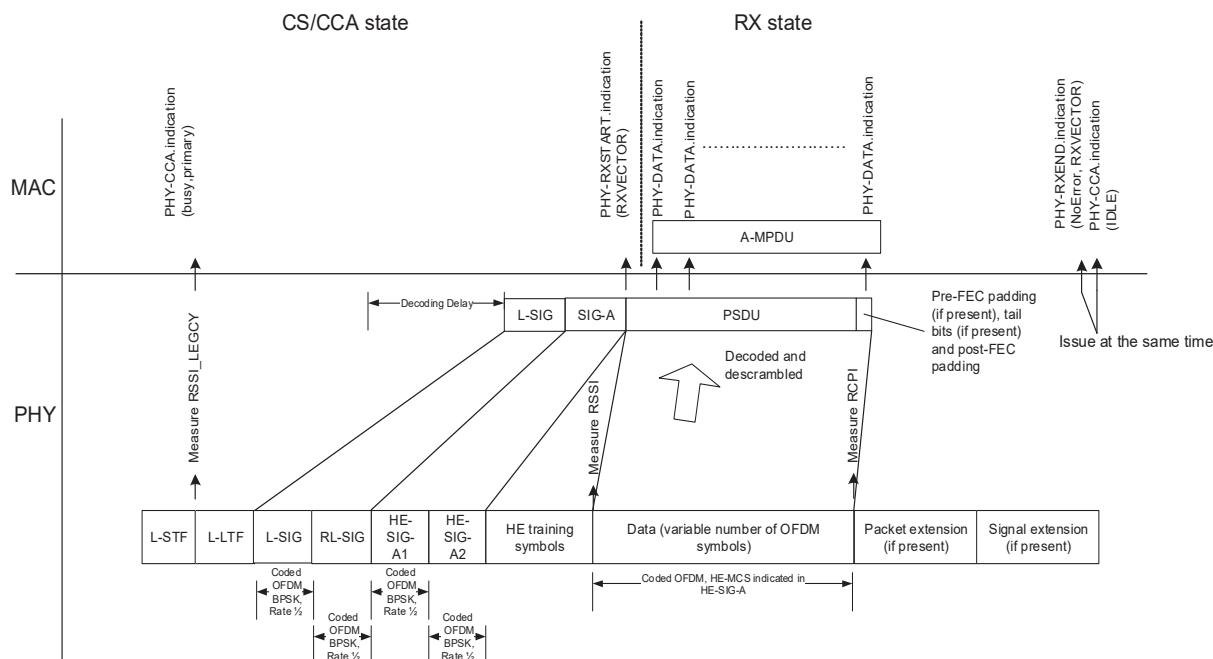 CS/CCA state
RX state
MAC
PHY-CCA.indication
(busy,primary)
PHY-RXSTART.indication
(RXVECTOR)
PHY-DATA.indication
PHY-DATA.indication
PHY-DATA.indication
PHY-RXEND.indication
(NoError, RXVECTOR)
PHY-CCA.indication
(IDLE)
A-MPDU
Decoding Delay
L-SIG
SIG-A
PSDU
Pre-FEC padding
(if present), tail
bits (if present)
and post-FEC
padding
Issue at the same time
PHY
Measure RSSI_LEGCY
Measure RSSI
Decoded and
descrambled
Measure RCPI
L-STF
L-LTF
L-SIG
RL-SIG
HE-
SIG-
A1
HE-
SIG-
A2
HE training
symbols
Data (variable number of OFDM
symbols)
Packet extension
(if present)
Signal extension
(if present)
Coded
OFDM,
BPSK,
Rate ½
Coded
OFDM,
BPSK,
Rate ½
Coded
OFDM,
BPSK,
Rate ½
Coded
OFDM,
BPSK,
Rate ½
Coded OFDM, HE-MCS indicated in
HE-SIG-A